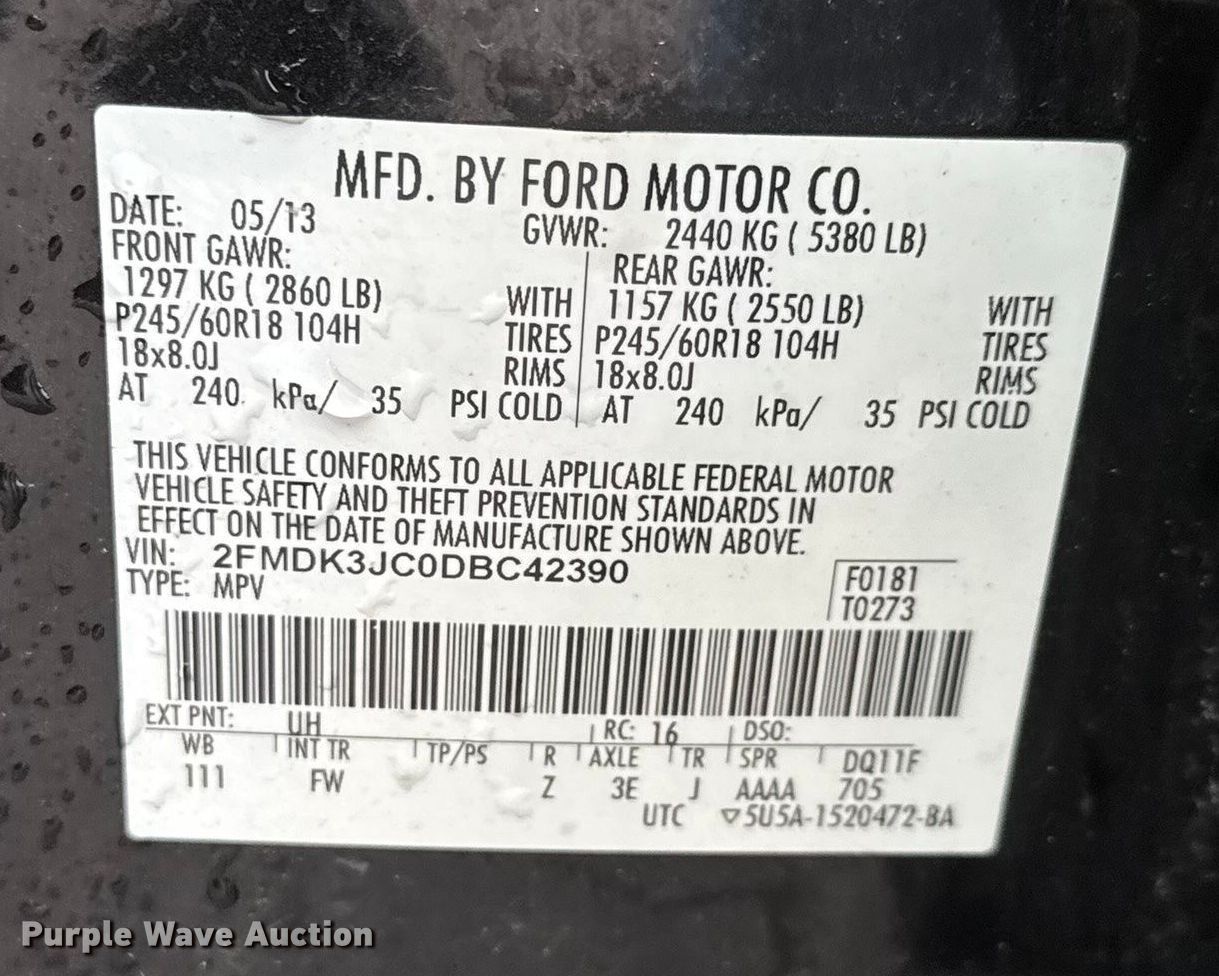 MFD. BY FORD MOTOR CO.
DATE: 05/13 GVWR: 2440 KG ( 5380 LB)
FRONT GAWR: REAR GAWR:
1297 KG ( 2860 LB) WITH 1157 KG ( 2550 LB) WITH
P245/60R18 104H TIRES P245/60R18 104H TIRES
18x8.0J RIMS 18x8.0J RIMS
AT 240 kPa/ 35 PSI COLD AT 240 kPa/ 35 PSI COLD
THIS VEHICLE CONFORMS TO ALL APPLICABLE FEDERAL MOTOR
VEHICLE SAFETY AND THEFT PREVENTION STANDARDS IN
EFFECT ON THE DATE OF MANUFACTURE SHOWN ABOVE.
VIN: 2FMDK3JC0DBC42390
TYPE: MPV F0181
T0273
EXT PNT: UH RC: 16 DSO:
WB INT TR TP/PS R AXLE TR SPR DQ11F
111 FW Z 3E J AAAA 705
UTC ▽5U5A-1520472-BA
Purple Wave Auction